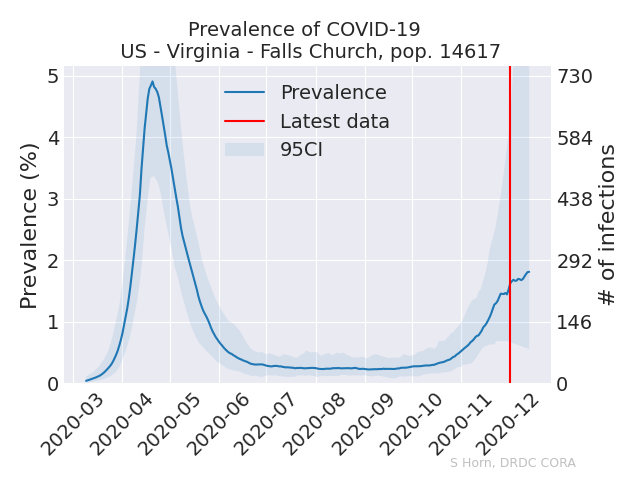 Prevalence of COVID-19
US - Virginia - Falls Church, pop. 14617
Prevalence (%)
5
4
3
2
1
0
730
584
438
292
146
0
# of infections
Prevalence
Latest data
95CI
2020-03
2020-04
2020-05
2020-06
2020-07
2020-08
2020-09
2020-10
2020-11
2020-12
S Horn, DRDC CORA